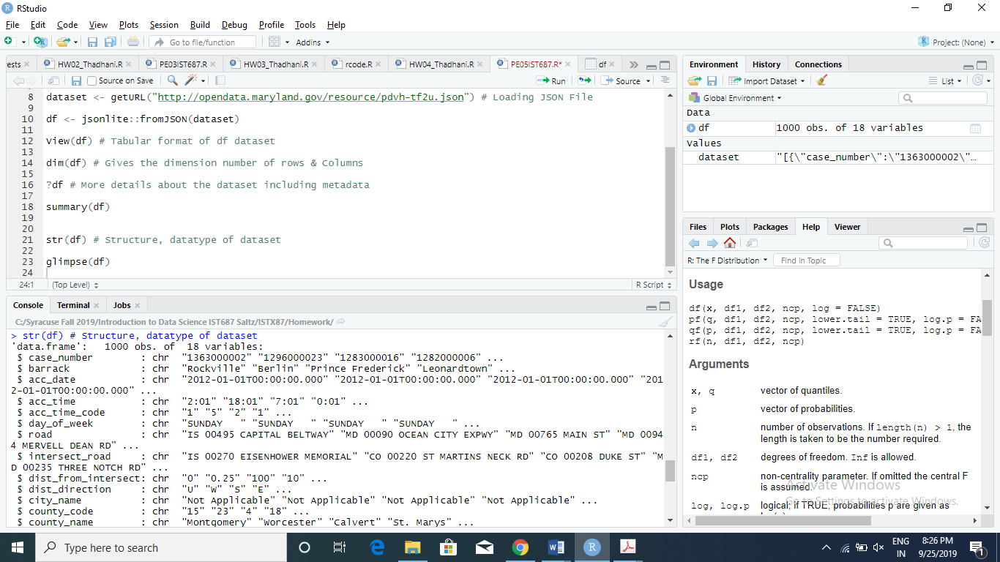 RStudio
File Edit Code View Plots Session Build Debug Profile Tools Help
Go to file/function Addins Project: (None)
ests HW02_Thadhani.R PE03IST687.R HW03_Thadhani.R rcode.R HW04_Thadhani.R PE05IST687.R* df
Source on Save Run Source
8 dataset <- getURL("http://opendata.maryland.gov/resource/pdvh-tf2u.json") # Loading JSON File
9
10 df <- jsonlite::fromJSON(dataset)
11
12 View(df) # Tabular format of df dataset
13
14 dim(df) # Gives the dimension number of rows & Columns
15
16 ?df # More details about the dataset including metadata
17
18 summary(df)
19
20
21 str(df) # Structure, datatype of dataset
22
23 glimpse(df)
24
24:1 (Top Level) R Script
Console Terminal Jobs
C:/Syracuse Fall 2019/Introduction to Data Science IST687 Saltz/ISTX87/Homework/
> str(df) # Structure, datatype of dataset
'data.frame': 1000 obs. of 18 variables:
$ case_number : chr "1363000002" "1296000023" "1283000016" "1282000006" ...
$ barrack : chr "Rockville" "Berlin" "Prince Frederick" "Leonardtown" ...
$ acc_date : chr "2012-01-01T00:00:00.000" "2012-01-01T00:00:00.000" "2012-01-01T00:00:00.000" "201
2-01-01T00:00:00.000" ...
$ acc_time : chr "2:01" "18:01" "7:01" "0:01" ...
$ acc_time_code : chr "1" "5" "2" "1" ...
$ day_of_week : chr "SUNDAY   " "SUNDAY   " "SUNDAY   " "SUNDAY   " ...
$ road : chr "IS 00495 CAPITAL BELTWAY" "MD 00090 OCEAN CITY EXPWY" "MD 00765 MAIN ST" "MD 0094
4 MERVELL DEAN RD" ...
$ intersect_road : chr "IS 00270 EISENHOWER MEMORIAL" "CO 00220 ST MARTINS NECK RD" "CO 00208 DUKE ST" "M
D 00235 THREE NOTCH RD" ...
$ dist_from_intersect: chr "0" "0.25" "100" "10" ...
$ dist_direction : chr "U" "W" "S" "E" ...
$ city_name : chr "Not Applicable" "Not Applicable" "Not Applicable" "Not Applicable" ...
$ county_code : chr "15" "23" "4" "18" ...
$ county_name : chr "Montgomery" "Worcester" "Calvert" "St. Marys" ...
Environment History Connections
Import Dataset List
Global Environment
Data
df 1000 obs. of 18 variables
Values
dataset "[{\"case_number\":\"1363000002\"…
Files Plots Packages Help Viewer
R: The F Distribution Find in Topic
Usage
df(x, df1, df2, ncp, log = FALSE)
pf(q, df1, df2, ncp, lower.tail = TRUE, log.p = FA
qf(p, df1, df2, ncp, lower.tail = TRUE, log.p = FA
rf(n, df1, df2, ncp)
Arguments
x, q vector of quantiles.
p vector of probabilities.
n number of observations. If length(n) > 1, the
length is taken to be the number required.
df1, df2 degrees of freedom. Inf is allowed.
ncp non-centrality parameter. If omitted the central F
is assumed.
Activate Windows
Go to Settings to activate Windows.
log, log.p logical; if TRUE, probabilities p are given as
Type here to search
ENG 8:26 PM
IN 9/25/2019
1